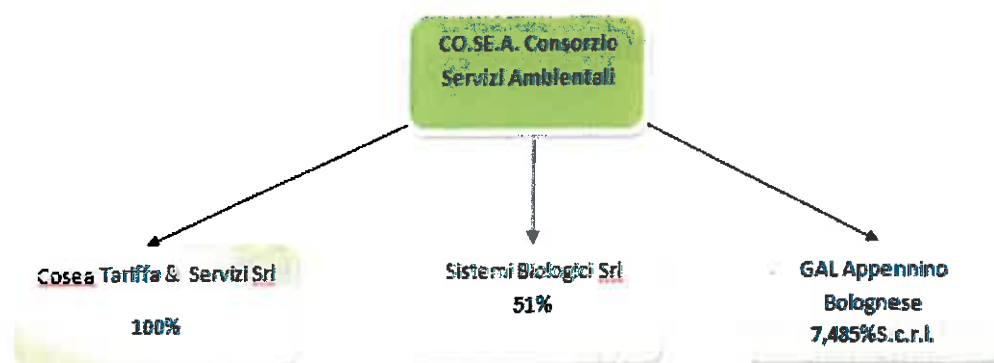 CO.SE.A. Consorzio
Servizi Ambientali
Cosea Tariffa & Servizi Srl
100%
Sistemi Biologici Srl
51%
GAL Appennino
Bolognese
7,485%S.c.r.l.